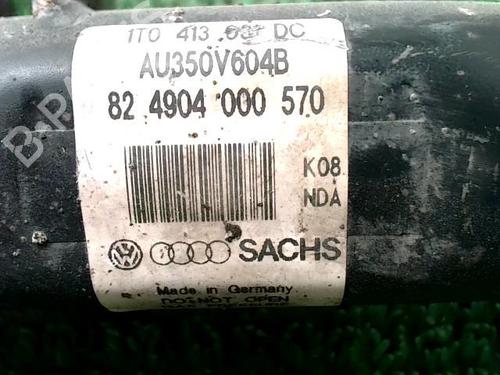 1T0 413 031 DC
AU350V604B
82 4904 000 570
K08
NDA
SACHS
Made in Germany
DO NOT OPEN